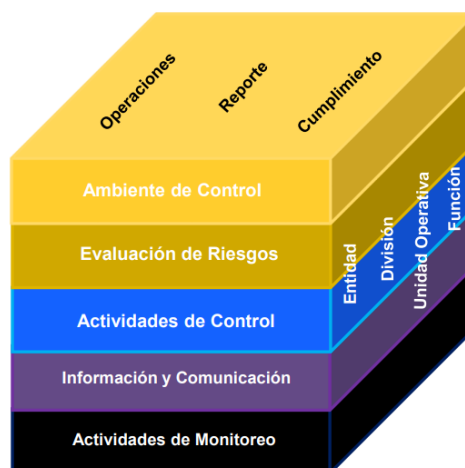 Operaciones
Reporte
Cumplimiento
Ambiente de Control
Evaluación de Riesgos
Actividades de Control
Información y Comunicación
Actividades de Monitoreo
Entidad
División
Unidad Operativa
Función